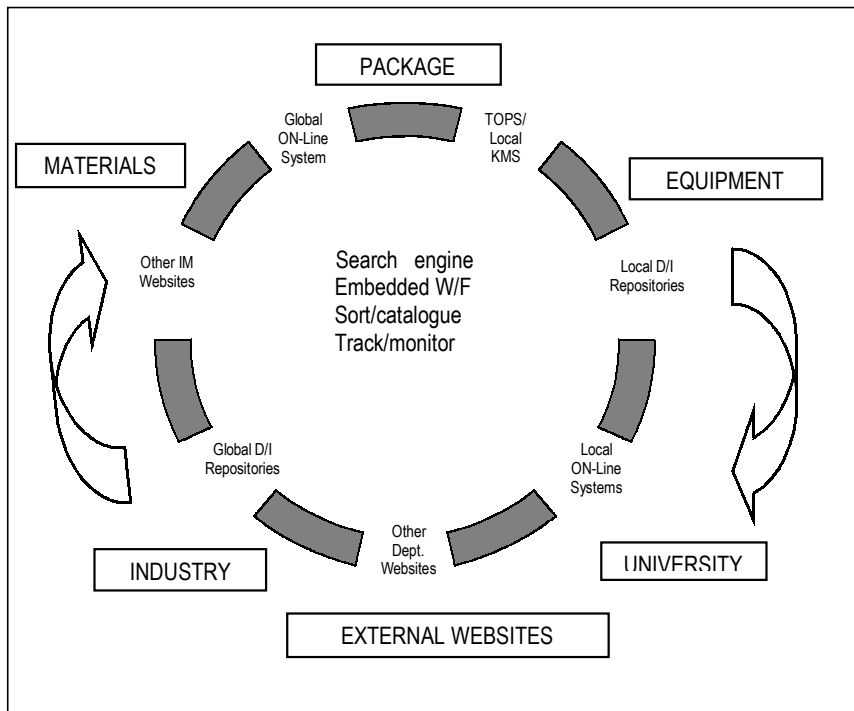 PACKAGE
Global
ON-Line
System
TOPS/
Local
KMS
MATERIALS
EQUIPMENT
Other IM
Websites
Search engine
Embedded W/F
Sort/catalogue
Track/monitor
Local D/I
Repositories
Global D/I
Repositories
Local
ON-Line
Systems
Other
Dept.
Websites
INDUSTRY
UNIVERSITY
EXTERNAL WEBSITES